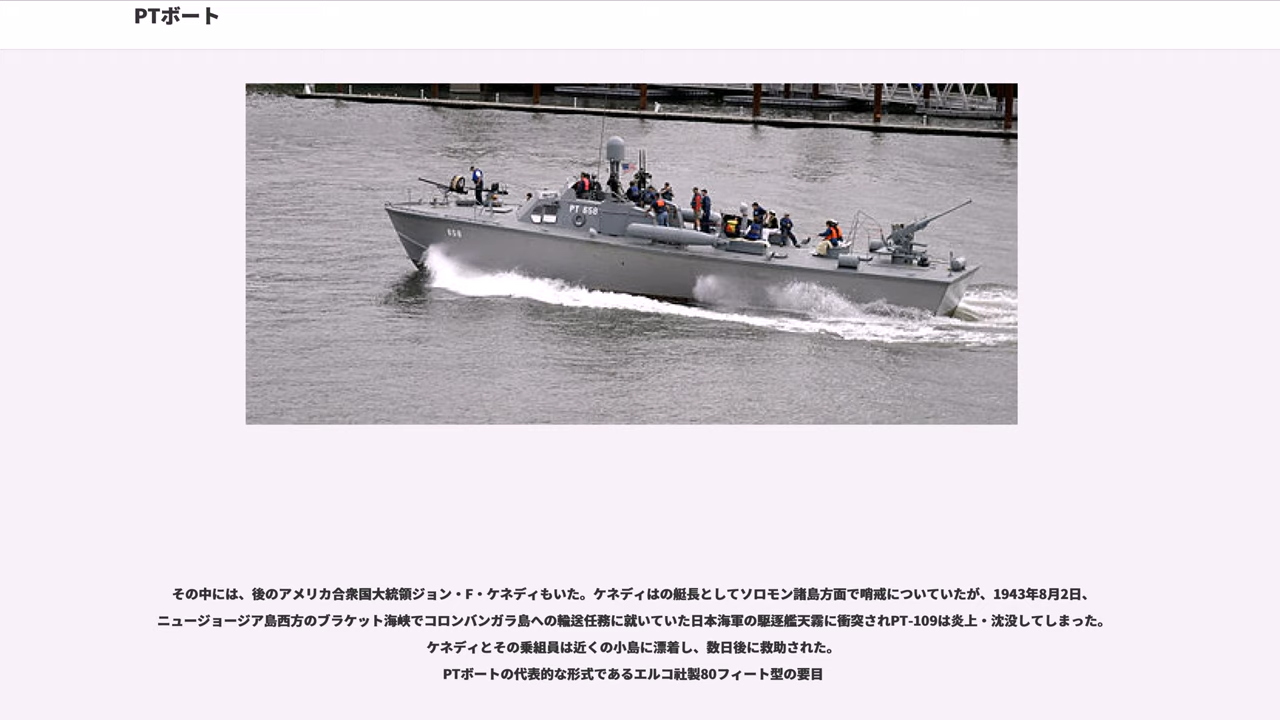 PTボート
PT 658
658
その中には、後のアメリカ合衆国大統領ジョン・F・ケネディもいた。ケネディはの艇長としてソロモン諸島方面で哨戒についていたが、1943年8月2日、
ニュージョージア島西方のブラケット海峡でコロンバンガラ島への輸送任務に就いていた日本海軍の駆逐艦天霧に衝突されPT-109は炎上・沈没してしまった。
ケネディとその乗組員は近くの小島に漂着し、数日後に救助された。
PTボートの代表的な形式であるエルコ社製80フィート型の要目